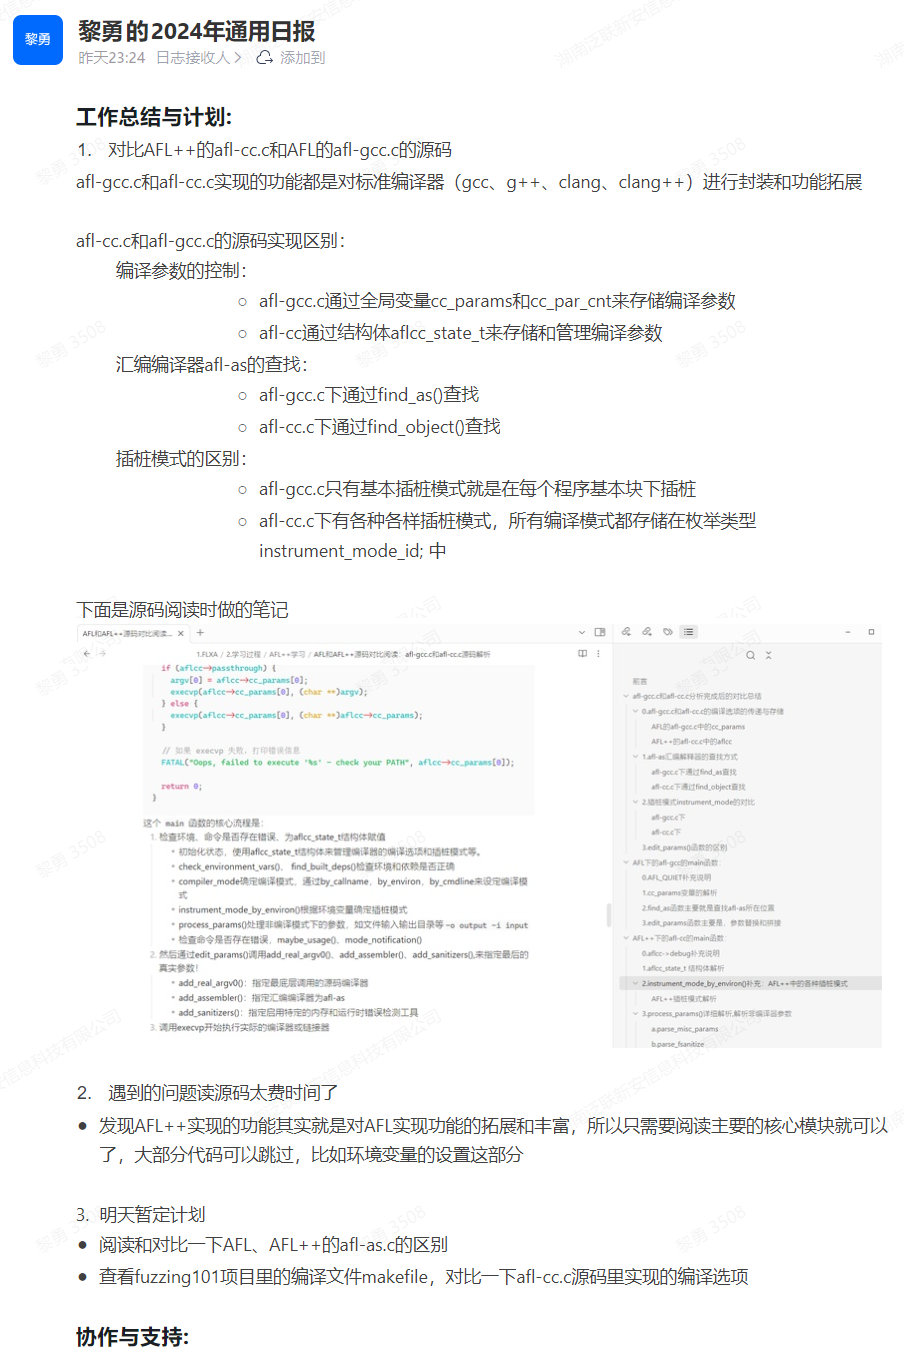 黎勇
黎勇的2024年通用日报
昨天23:24 日志接收人 > 添加到
工作总结与计划:
1. 对比AFL++的afl-cc.c和AFL的afl-gcc.c的源码
afl-gcc.c和afl-cc.c实现的功能都是对标准编译器（gcc、g++、clang、clang++）进行封装和功能拓展
afl-cc.c和afl-gcc.c的源码实现区别：
编译参数的控制：
○ afl-gcc.c通过全局变量cc_params和cc_par_cnt来存储编译参数
○ afl-cc通过结构体aflcc_state_t来存储和管理编译参数
汇编编译器afl-as的查找：
○ afl-gcc.c下通过find_as()查找
○ afl-cc.c下通过find_object()查找
插桩模式的区别：
○ afl-gcc.c只有基本插桩模式就是在每个程序基本块下插桩
○ afl-cc.c下有各种各样插桩模式，所有编译模式都存储在枚举类型
instrument_mode_id; 中
下面是源码阅读时做的笔记
AFL和AFL++源码对比阅读... × +
1.FLXA / 2.学习过程 / AFL++学习 / AFL和AFL++源码对比阅读：afl-gcc.c和afl-cc.c源码解析
if (aflcc->passthrough) {
argv[0] = aflcc->cc_params[0];
execvp(aflcc->cc_params[0], (char **)argv);
} else {
execvp(aflcc->cc_params[0], (char **)aflcc->cc_params);
}
// 如果 execvp 失败，打印错误信息
FATAL("Oops, failed to execute '%s' - check your PATH", aflcc->cc_params[0]);
return 0;
}
这个 main 函数的核心流程是：
1. 检查环境、命令是否存在错误、为aflcc_state_t结构体赋值
• 初始化状态，使用aflcc_state_t结构体来管理编译器的编译选项和插桩模式等。
• check_environment_vars()、find_built_deps()检查环境和依赖是否正确
• compiler_mode确定编译模式，通过by_callname、by_environ、by_cmdline来设定编译模
式
• instrument_mode_by_environ()根据环境变量确定插桩模式
• process_params()处理非编译模式下的参数，如文件输入输出目录等 -o output -i input
• 检查命令是否存在错误，maybe_usage()、mode_notification()
2. 然后通过edit_params()调用add_real_argv0()、add_assembler()、add_sanitizers(),来指定最后的
真实参数！
• add_real_argv0()：指定最底层调用的源码编译器
• add_assembler()：指定汇编编译器为afl-as
• add_sanitizers()：指定启用特定的内存和运行时错误检测工具
3. 调用execvp开始执行实际的编译器或链接器
前言
afl-gcc.c和afl-cc.c分析完成后的对比总结
0.afl-gcc.c和afl-cc.c的编译选项的传递与存储
AFL的afl-gcc.c中的cc_params
AFL++的afl-cc.c中的aflcc
1.afl-as汇编解释器的查找方式
afl-gcc.c下通过find_as查找
afl-cc.c下通过find_object查找
2.插桩模式instrument_mode的对比
afl-gcc.c下
afl-cc.c下
3.edit_params()函数的区别
AFL下的afl-gcc的main函数：
0.AFL_QUIET补充说明
1.cc_params变量的解析
2.find_as函数主要就是查找afl-as所在位置
3.edit_params函数主要是，参数替换和拼接
AFL++下的afl-cc的main函数：
0.aflcc->debug补充说明
1.aflcc_state_t 结构体解析
2.instrument_mode_by_environ()补充：AFL++中的各种插桩模式
AFL++插桩模式解析
3.process_params()详细解析,解析非编译器参数
a.parse_misc_params
b.parse_fsanitize
2. 遇到的问题读源码太费时间了
● 发现AFL++实现的功能其实就是对AFL实现功能的拓展和丰富，所以只需要阅读主要的核心模块就可以
了，大部分代码可以跳过，比如环境变量的设置这部分
3. 明天暂定计划
● 阅读和对比一下AFL、AFL++的afl-as.c的区别
● 查看fuzzing101项目里的编译文件makefile，对比一下afl-cc.c源码里实现的编译选项
协作与支持: